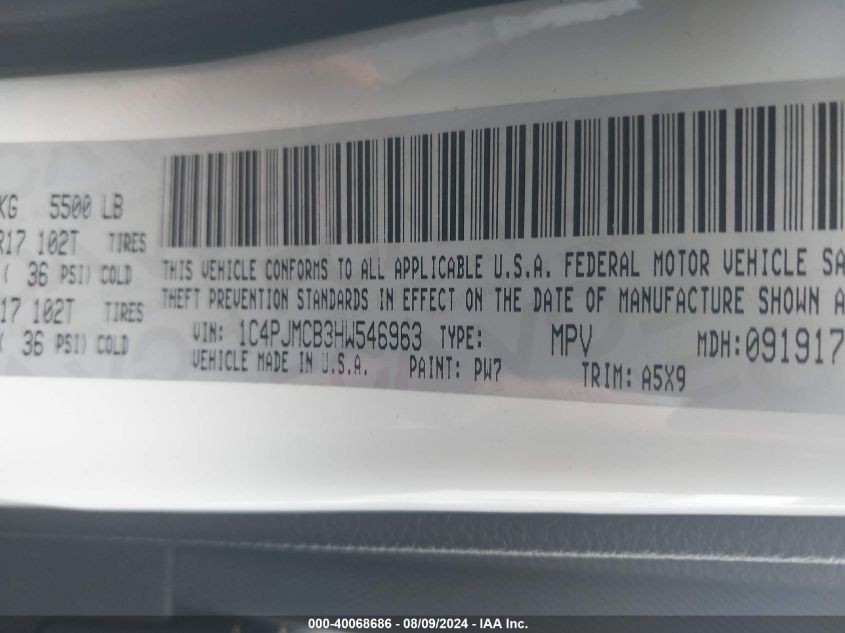 KG 5500 LB
R17 102T TIRES
( 36 PSI) COLD
17 102T TIRES
( 36 PSI) COLD
THIS VEHICLE CONFORMS TO ALL APPLICABLE U.S.A. FEDERAL MOTOR VEHICLE SA
THEFT PREVENTION STANDARDS IN EFFECT ON THE DATE OF MANUFACTURE SHOWN A
VIN: 1C4PJMCB3HW546963 TYPE: MPV MDH:091917
VEHICLE MADE IN U.S.A. PAINT: PW7 TRIM: A5X9
000-40068686 - 08/09/2024 - IAA Inc.